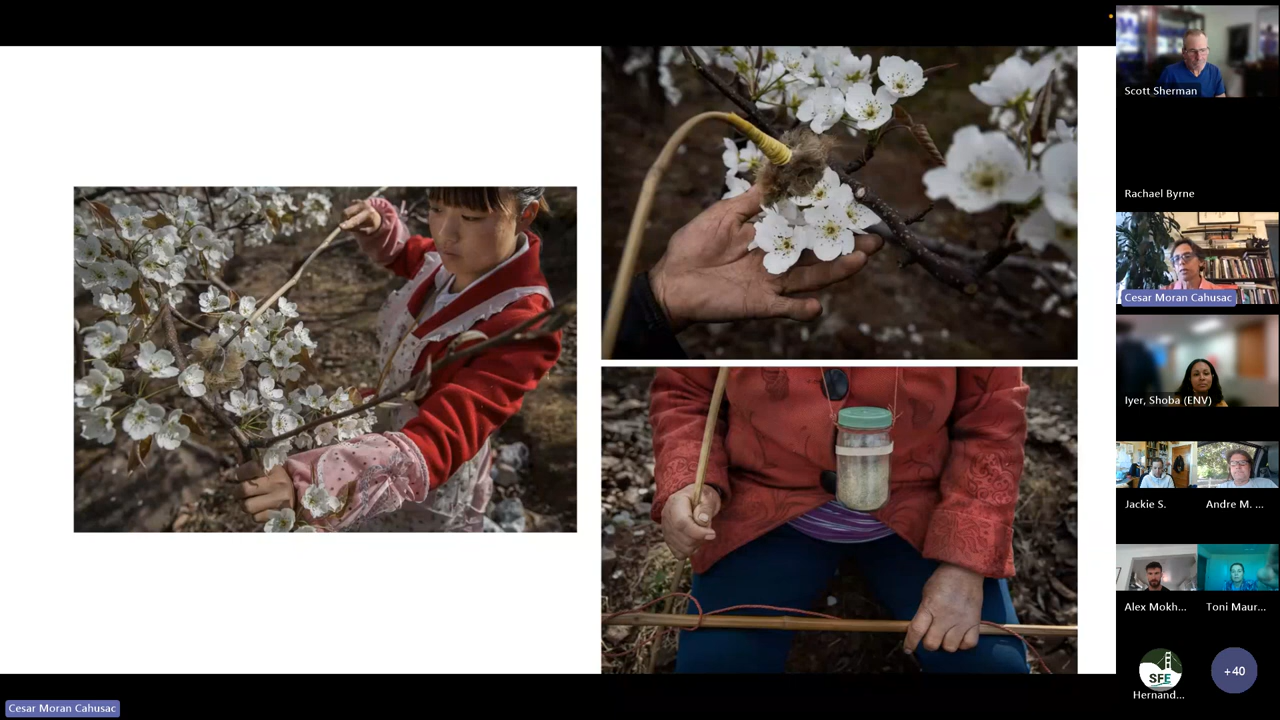 Scott Sherman
Rachael Byrne
Cesar Moran Cahusac
Iyer, Shoba (ENV)
Jackie S.
Andre M. ...
Alex Mokh...
Toni Maur...
SFE
Hernand...
+40
Cesar Moran Cahusac